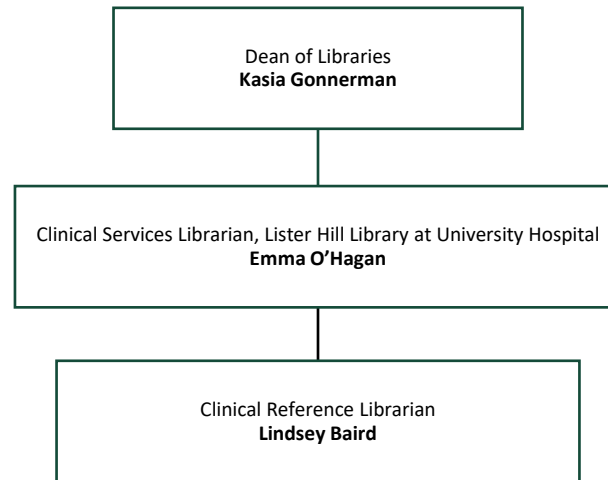 Dean of Libraries
Kasia Gonnerman
Clinical Services Librarian, Lister Hill Library at University Hospital
Emma O’Hagan
Clinical Reference Librarian
Lindsey Baird